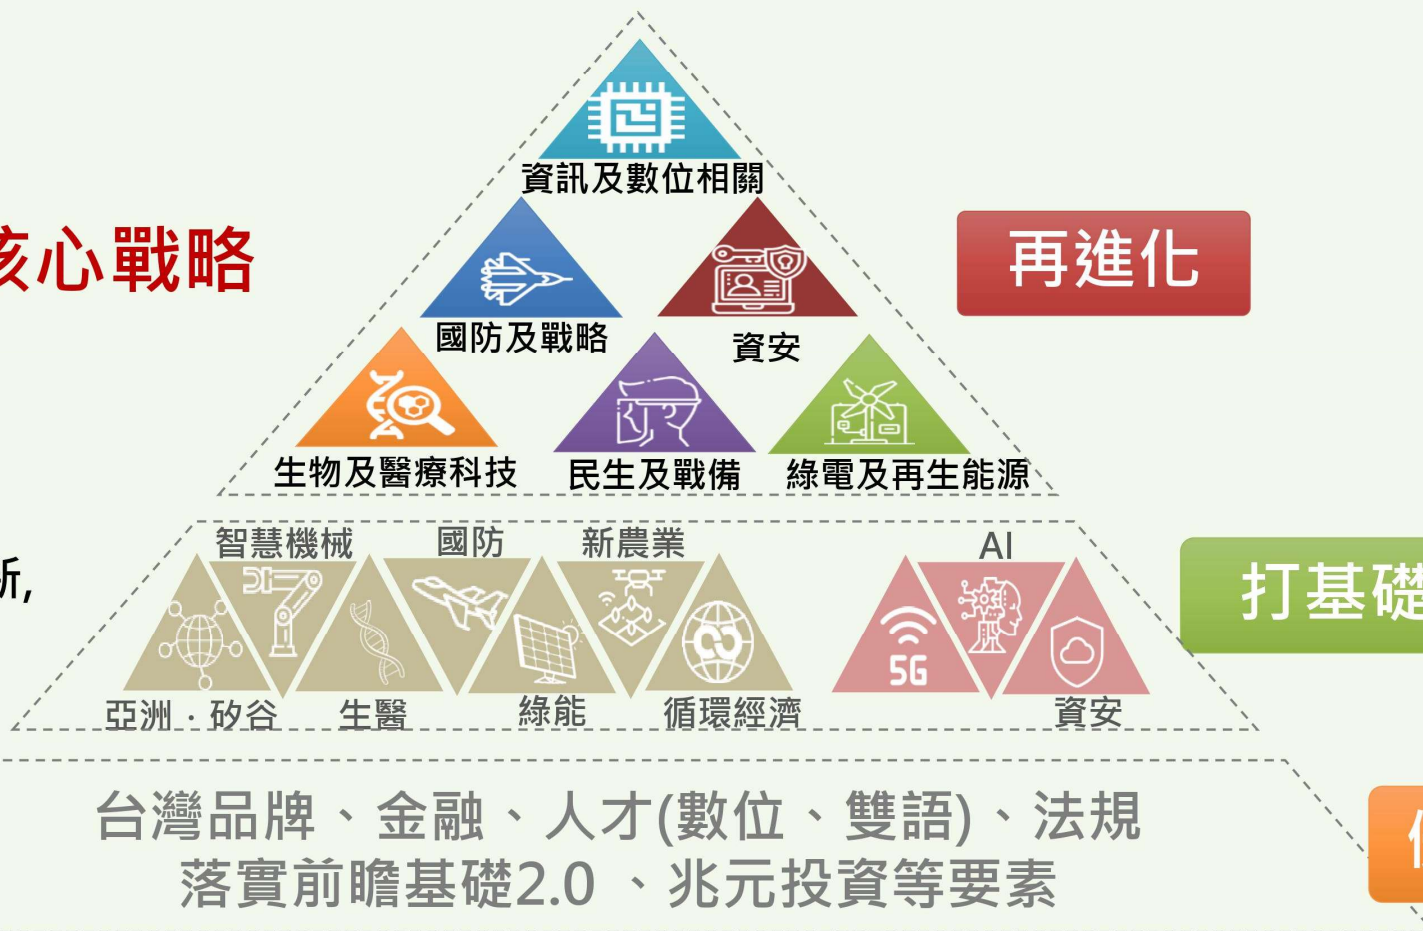 資訊及數位相關
核心戰略
再進化
國防及戰略
資安
生物及醫療科技
民生及戰備
綠電及再生能源
智慧機械
國防
新農業
AI
新,
打基礎
5G
亞洲．矽谷
生醫
綠能
循環經濟
資安
台灣品牌、金融、人才(數位、雙語)、法規
落實前瞻基礎2.0 、兆元投資等要素